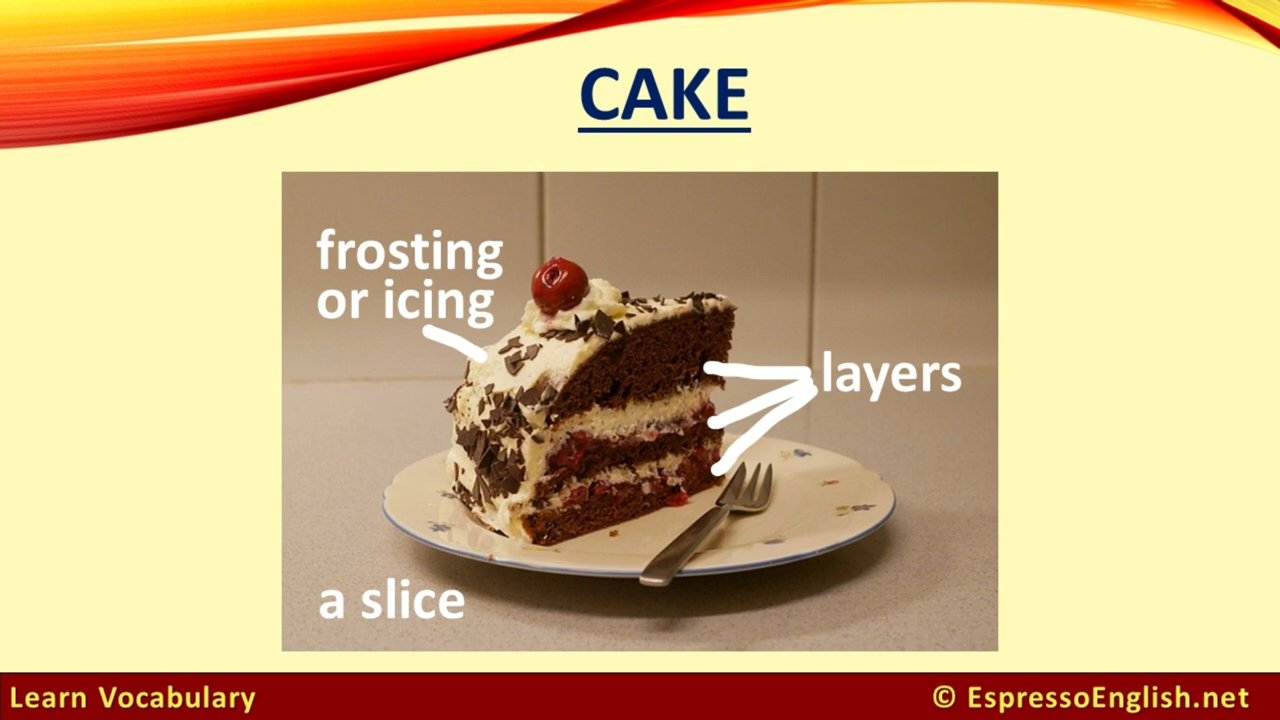 CAKE
frosting
or icing
layers
a slice
Learn Vocabulary
© EspressoEnglish.net